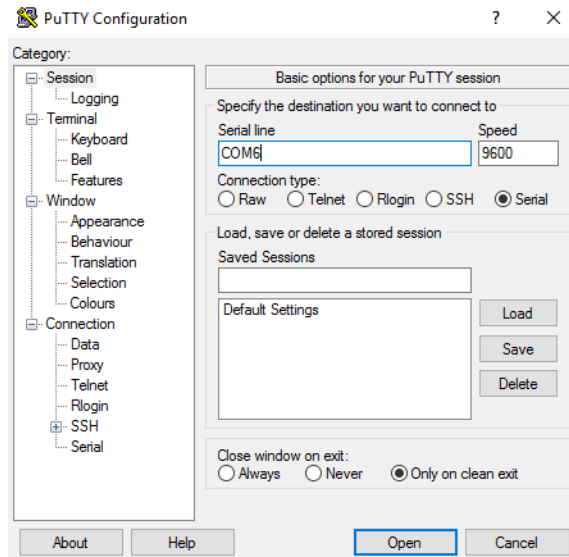 PuTTY Configuration ? ×
Category:
Session
Logging
Terminal
Keyboard
Bell
Features
Window
Appearance
Behaviour
Translation
Selection
Colours
Connection
Data
Proxy
Telnet
Rlogin
SSH
Serial
Basic options for your PuTTY session
Specify the destination you want to connect to
Serial line Speed
COM6 9600
Connection type:
Raw Telnet Rlogin SSH Serial
Load, save or delete a stored session
Saved Sessions
Default Settings
Load
Save
Delete
Close window on exit:
Always Never Only on clean exit
About Help Open Cancel